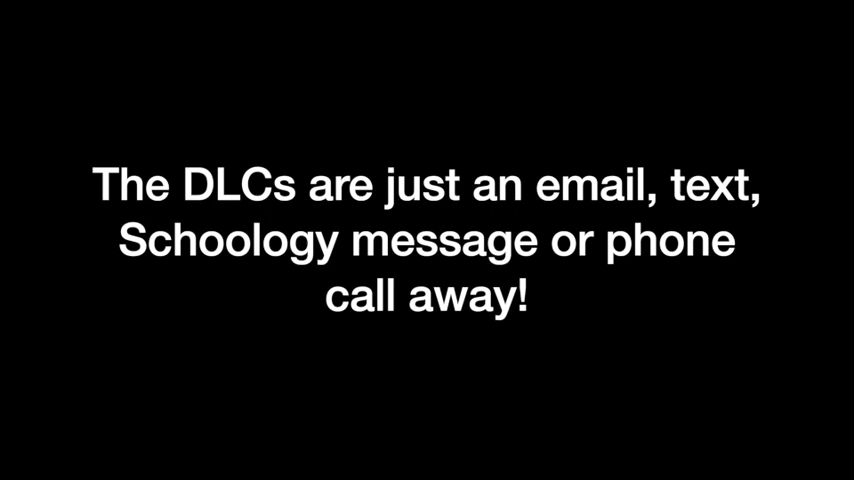 The DLCs are just an email, text,
Schoology message or phone
call away!